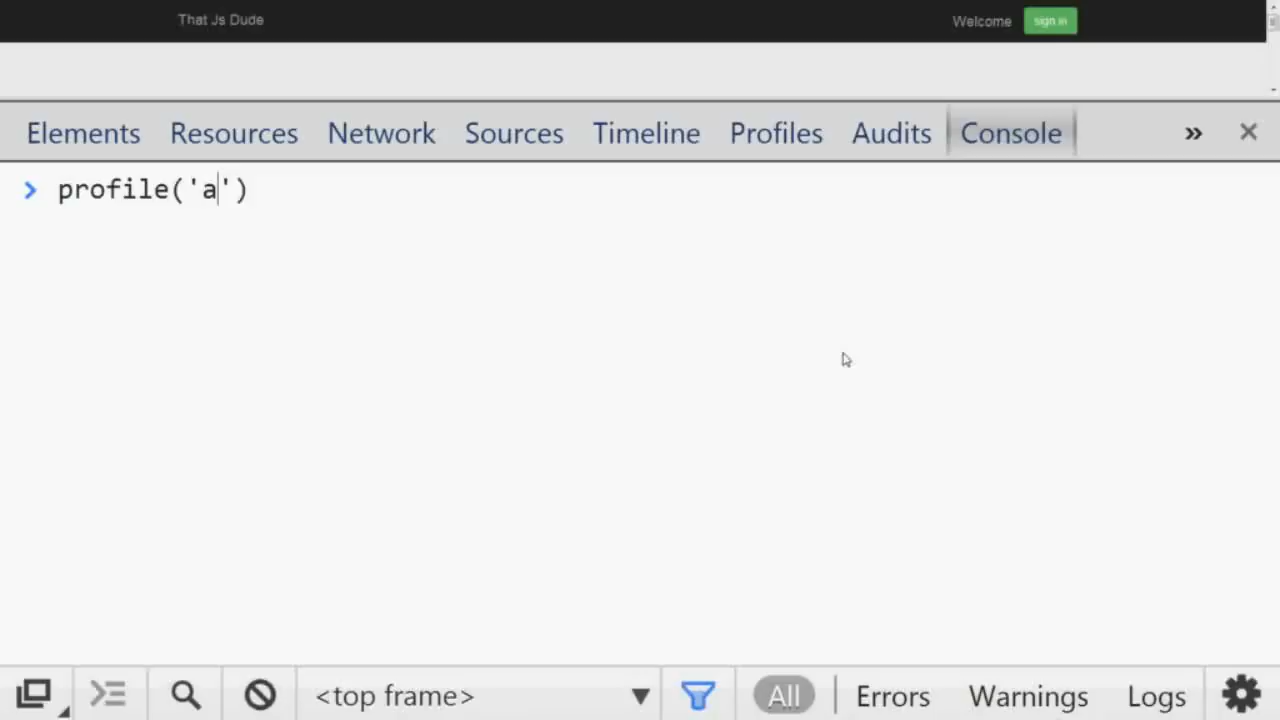 That Js Dude
Welcome sign in
Elements Resources Network Sources Timeline Profiles Audits Console »
> profile('a')
<top frame> All Errors Warnings Logs